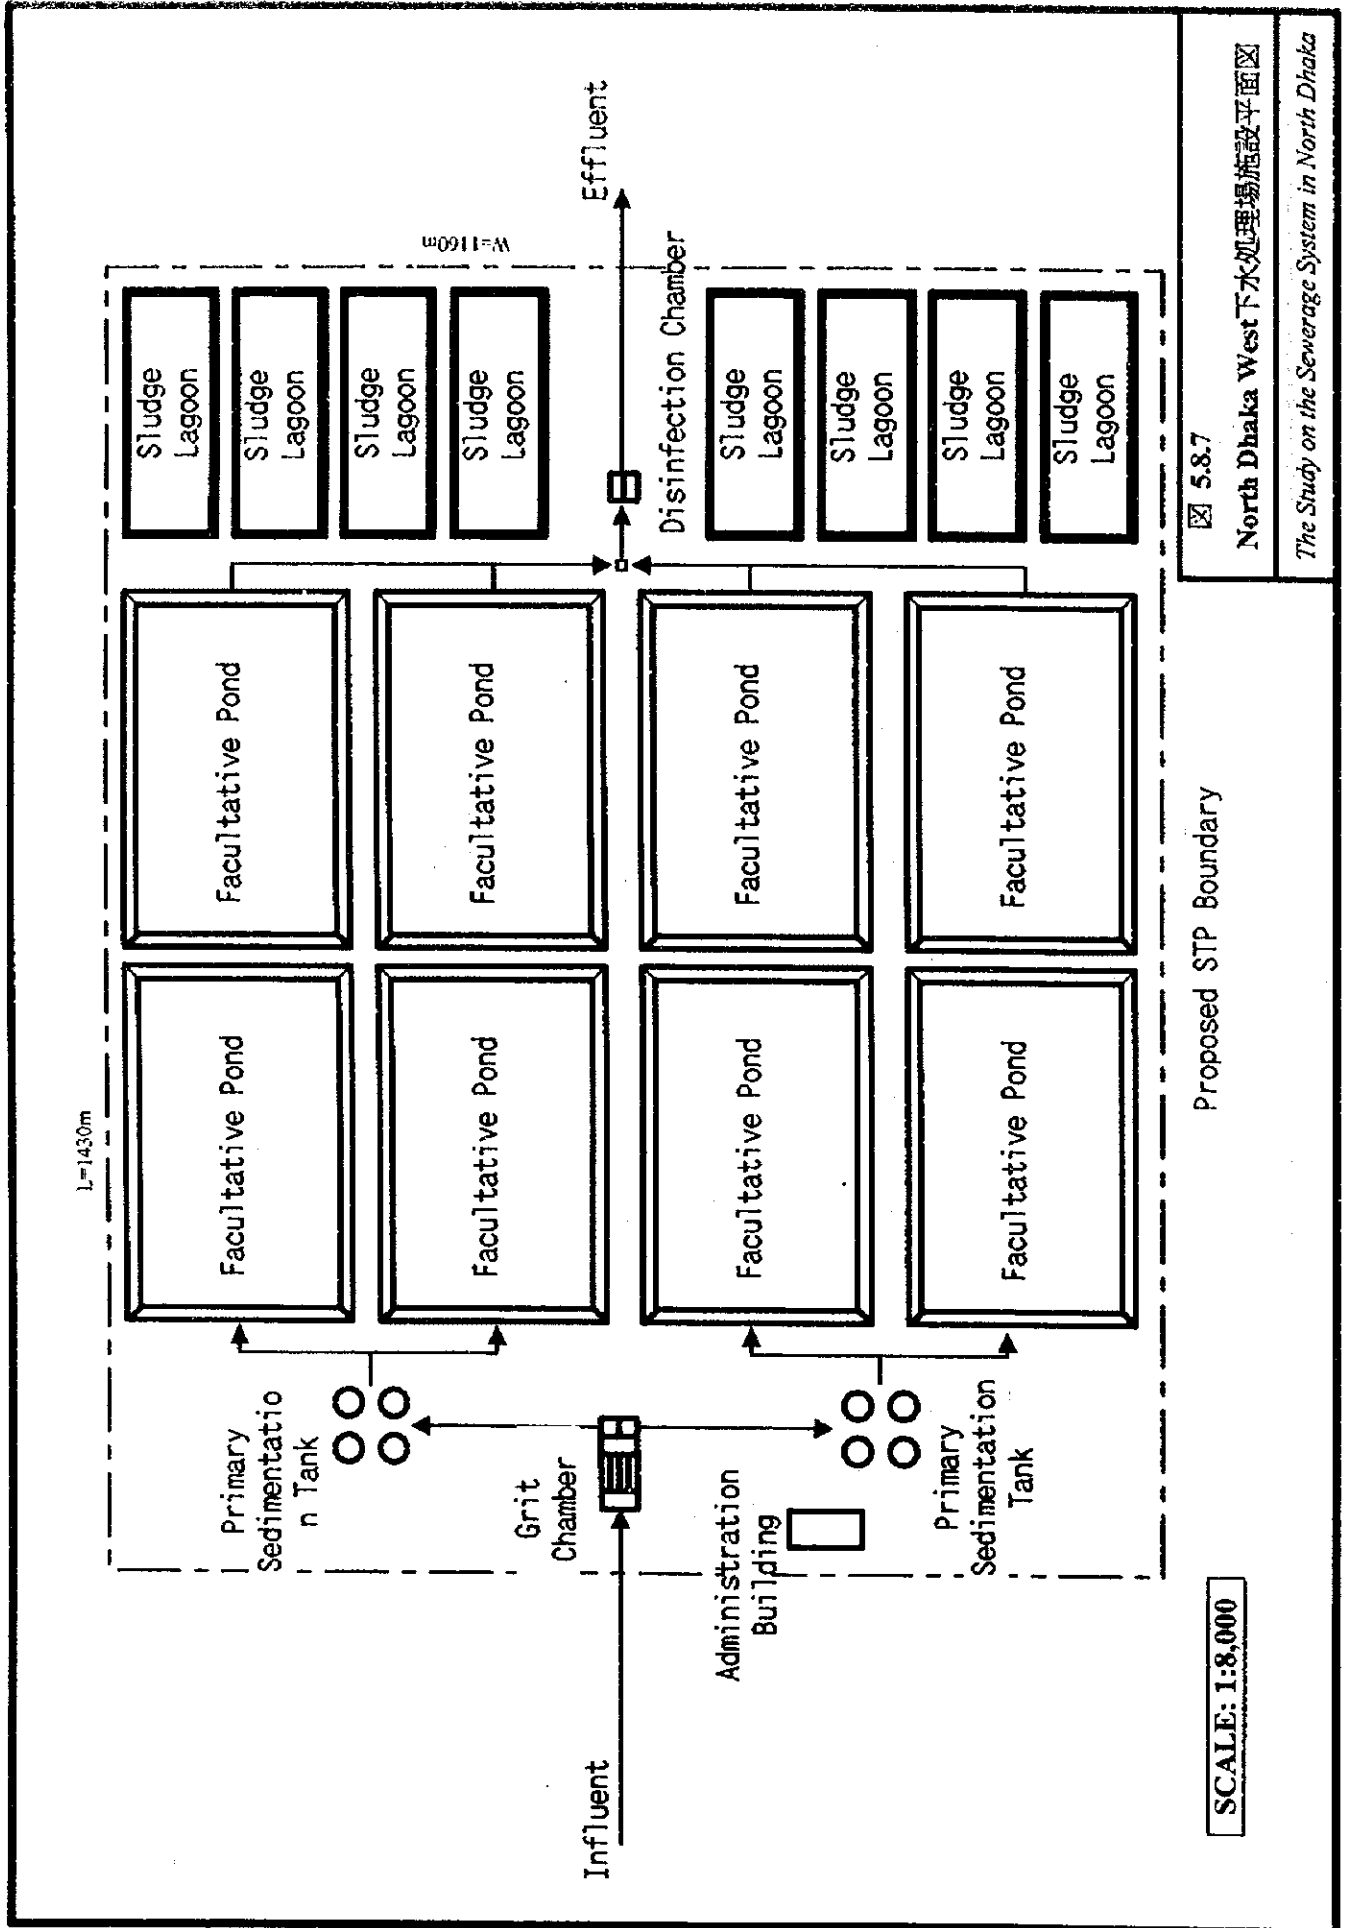 L=1430m
W=1160m
Primary
Sedimentatio
n Tank
Facultative Pond
Facultative Pond
Sludge
Lagoon
Sludge
Lagoon
Sludge
Lagoon
Sludge
Lagoon
Facultative Pond
Facultative Pond
Grit
Chamber
Influent
Effluent
Disinfection Chamber
Administration
Building
Facultative Pond
Facultative Pond
Sludge
Lagoon
Sludge
Lagoon
Sludge
Lagoon
Sludge
Lagoon
Primary
Sedimentation
Tank
Facultative Pond
Facultative Pond
Proposed STP Boundary
SCALE: 1:8,000
図 5.8.7
North Dhaka West下水処理場施設平面図
The Study on the Sewerage System in North Dhaka